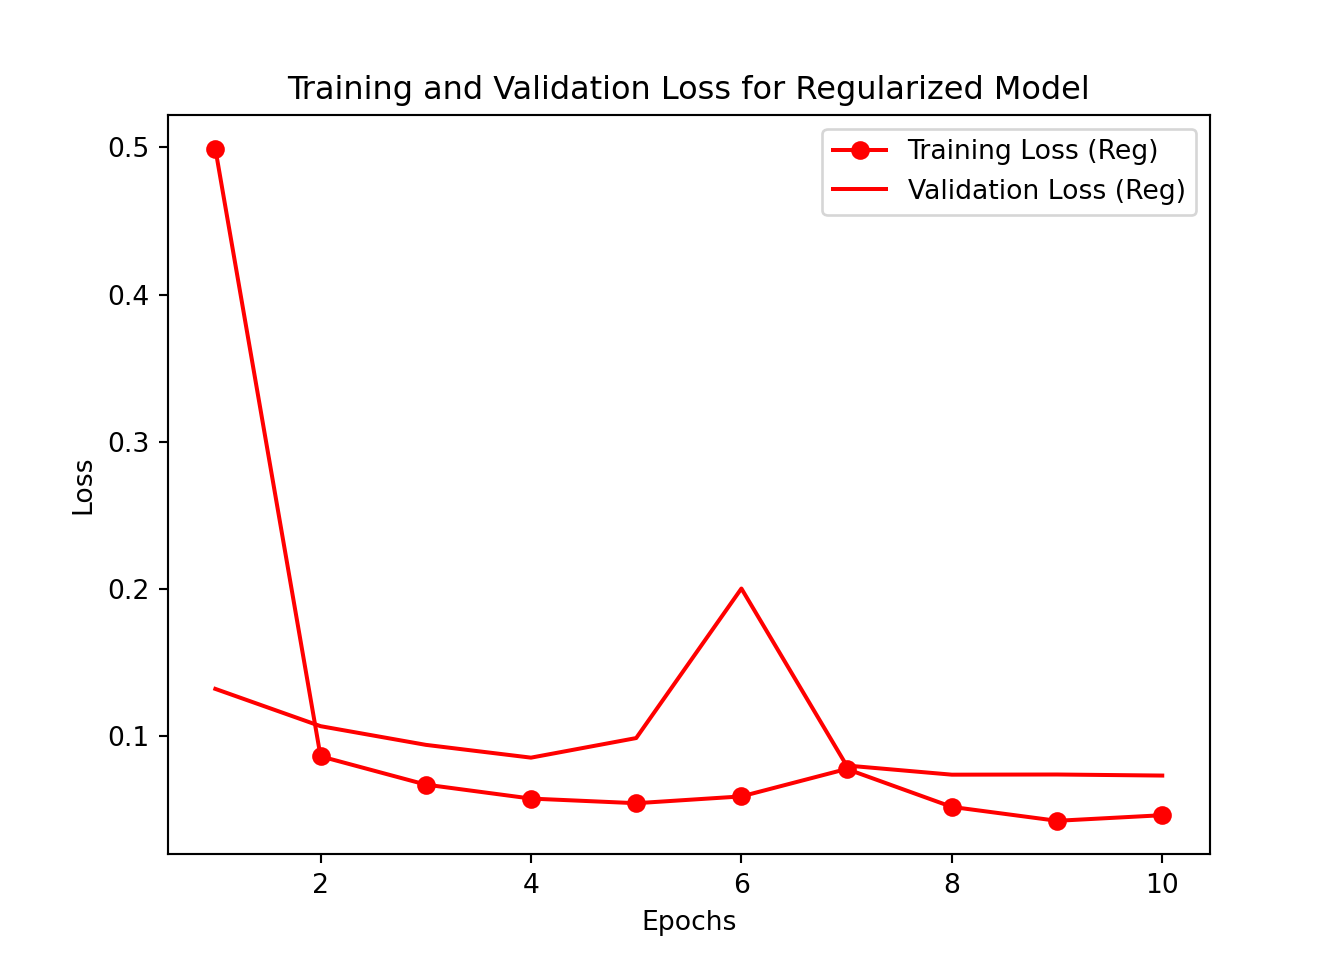 Training and Validation Loss for Regularized Model
Training Loss (Reg)
Validation Loss (Reg)
Loss
0.5
0.4
0.3
0.2
0.1
2 4 6 8 10
Epochs